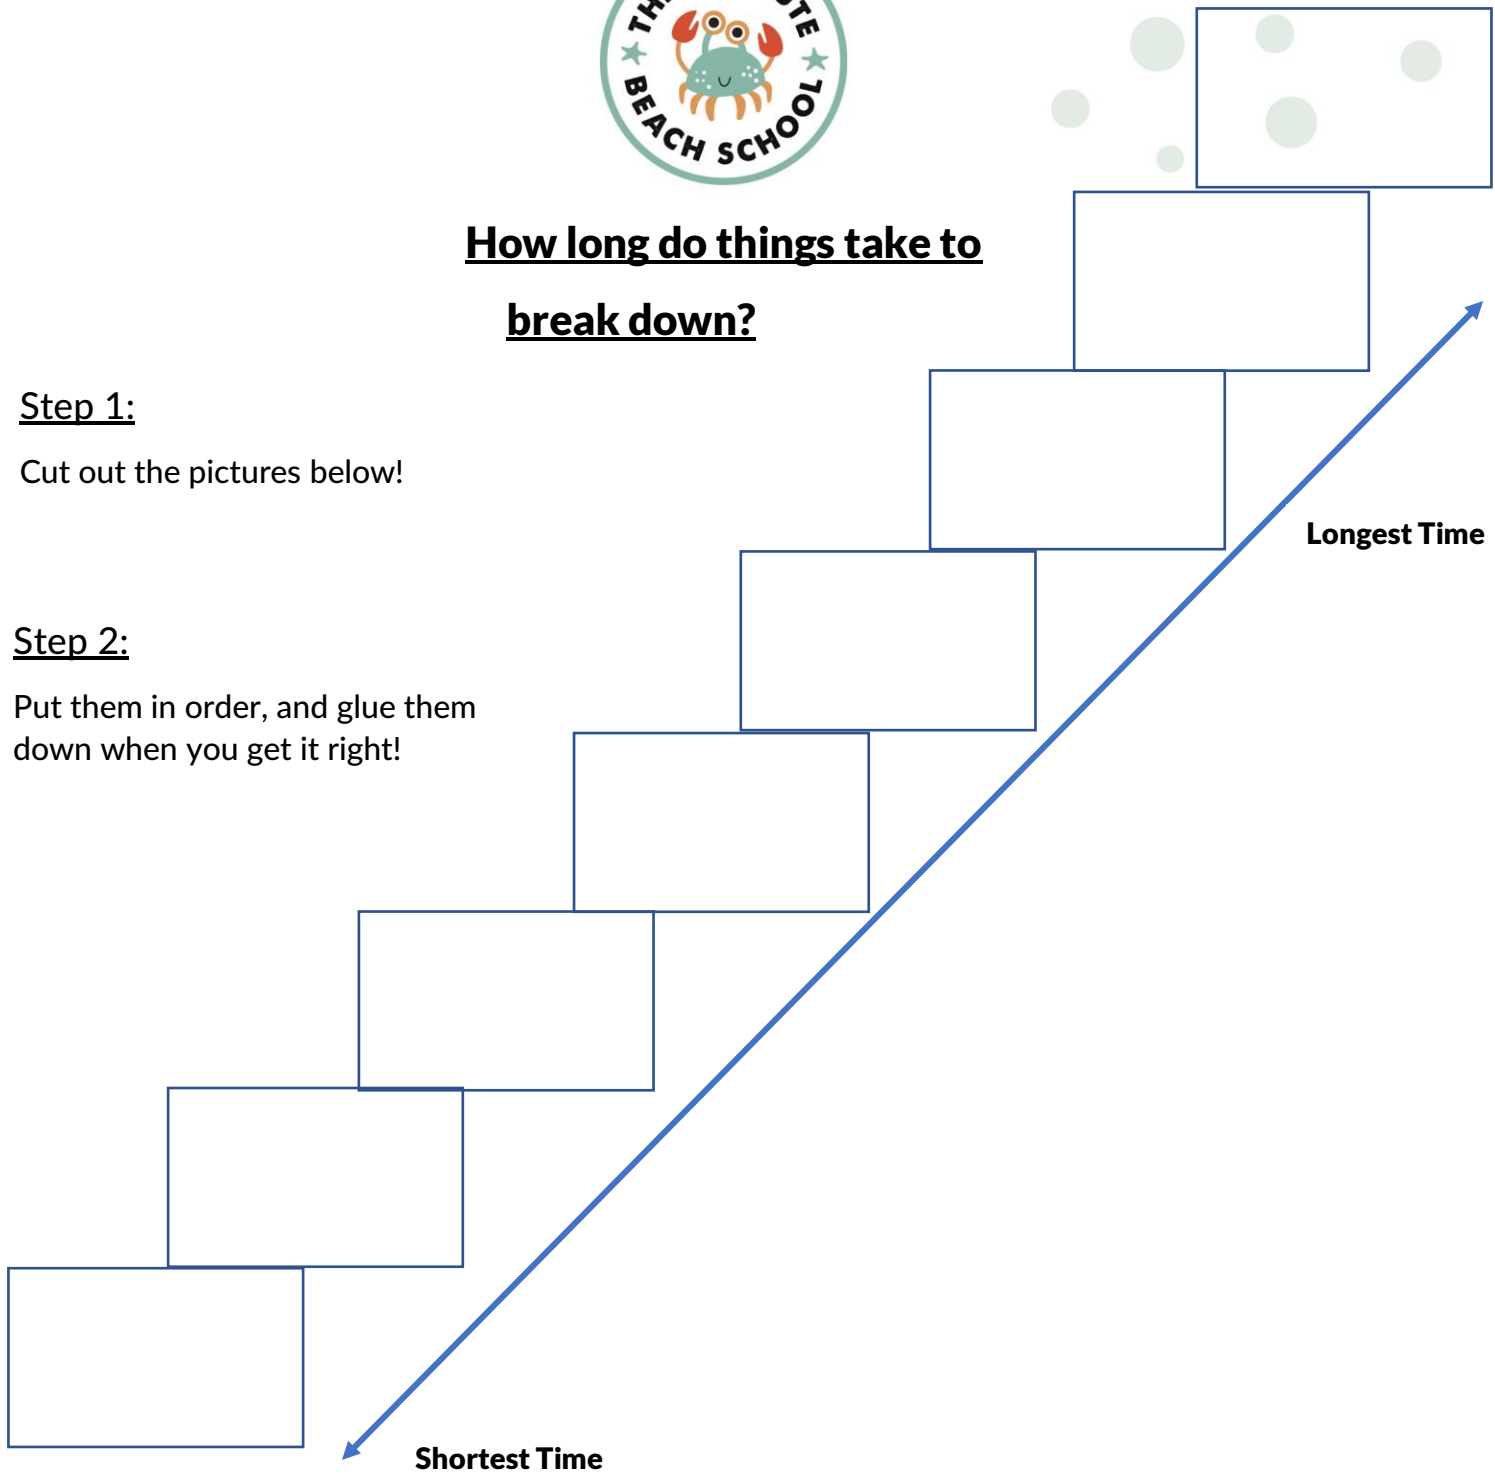 BEACH SCHOOL
How long do things take to
break down?
Step 1:
Cut out the pictures below!
Longest Time
Step 2:
Put them in order, and glue them
down when you get it right!
Shortest Time